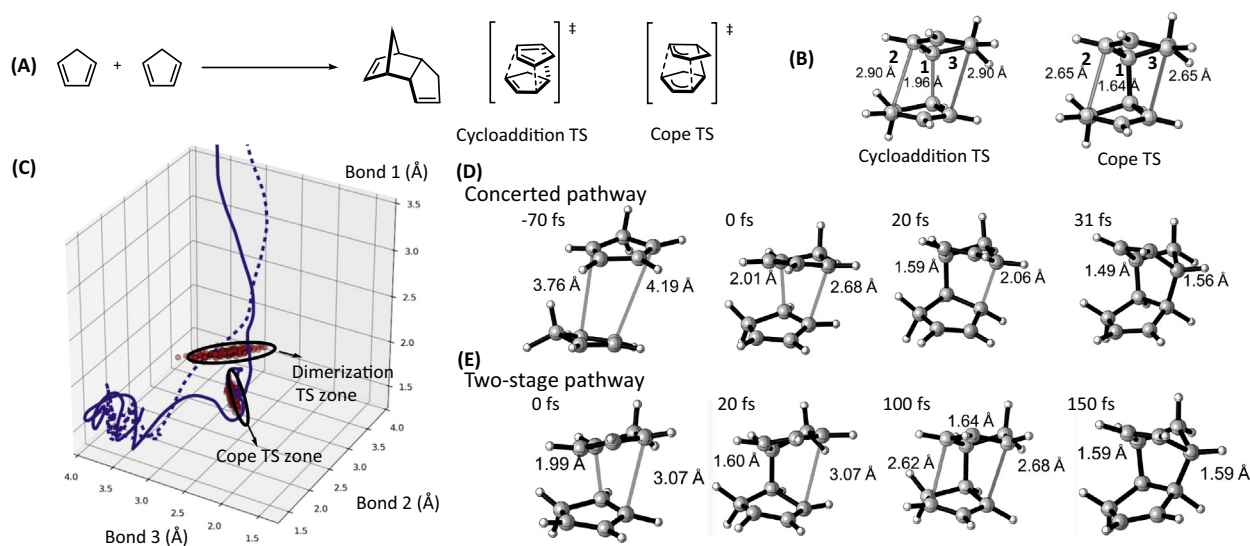 (A)
+
‡
‡
Cycloaddition TS
Cope TS
(B)
2
1
3
2.90 Å
1.96 Å
2.90 Å
Cycloaddition TS
2
1
3
2.65 Å
1.64 Å
2.65 Å
Cope TS
(C)
Bond 1 (Å)
3.5
3.0
2.5
2.0
1.5
Dimerization
TS zone
Cope TS zone
4.0
3.5
3.0
2.5
2.0
1.5
Bond 3 (Å)
4.0
3.5
3.0
2.5
2.0
1.5
Bond 2 (Å)
(D)
Concerted pathway
-70 fs
3.76 Å
4.19 Å
0 fs
2.01 Å
2.68 Å
20 fs
1.59 Å
2.06 Å
31 fs
1.49 Å
1.56 Å
(E)
Two-stage pathway
0 fs
1.99 Å
3.07 Å
20 fs
1.60 Å
3.07 Å
100 fs
1.64 Å
2.62 Å
2.68 Å
150 fs
1.59 Å
1.59 Å